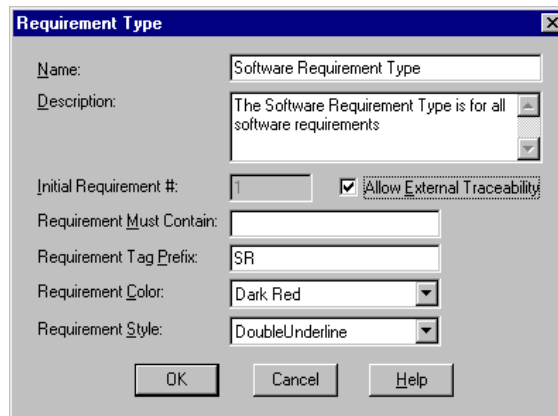 Requirement Type
Name: Software Requirement Type
Description: The Software Requirement Type is for all
software requirements
Initial Requirement #: 1 Allow External Traceability
Requirement Must Contain:
Requirement Tag Prefix: SR
Requirement Color: Dark Red
Requirement Style: DoubleUnderline
OK Cancel Help